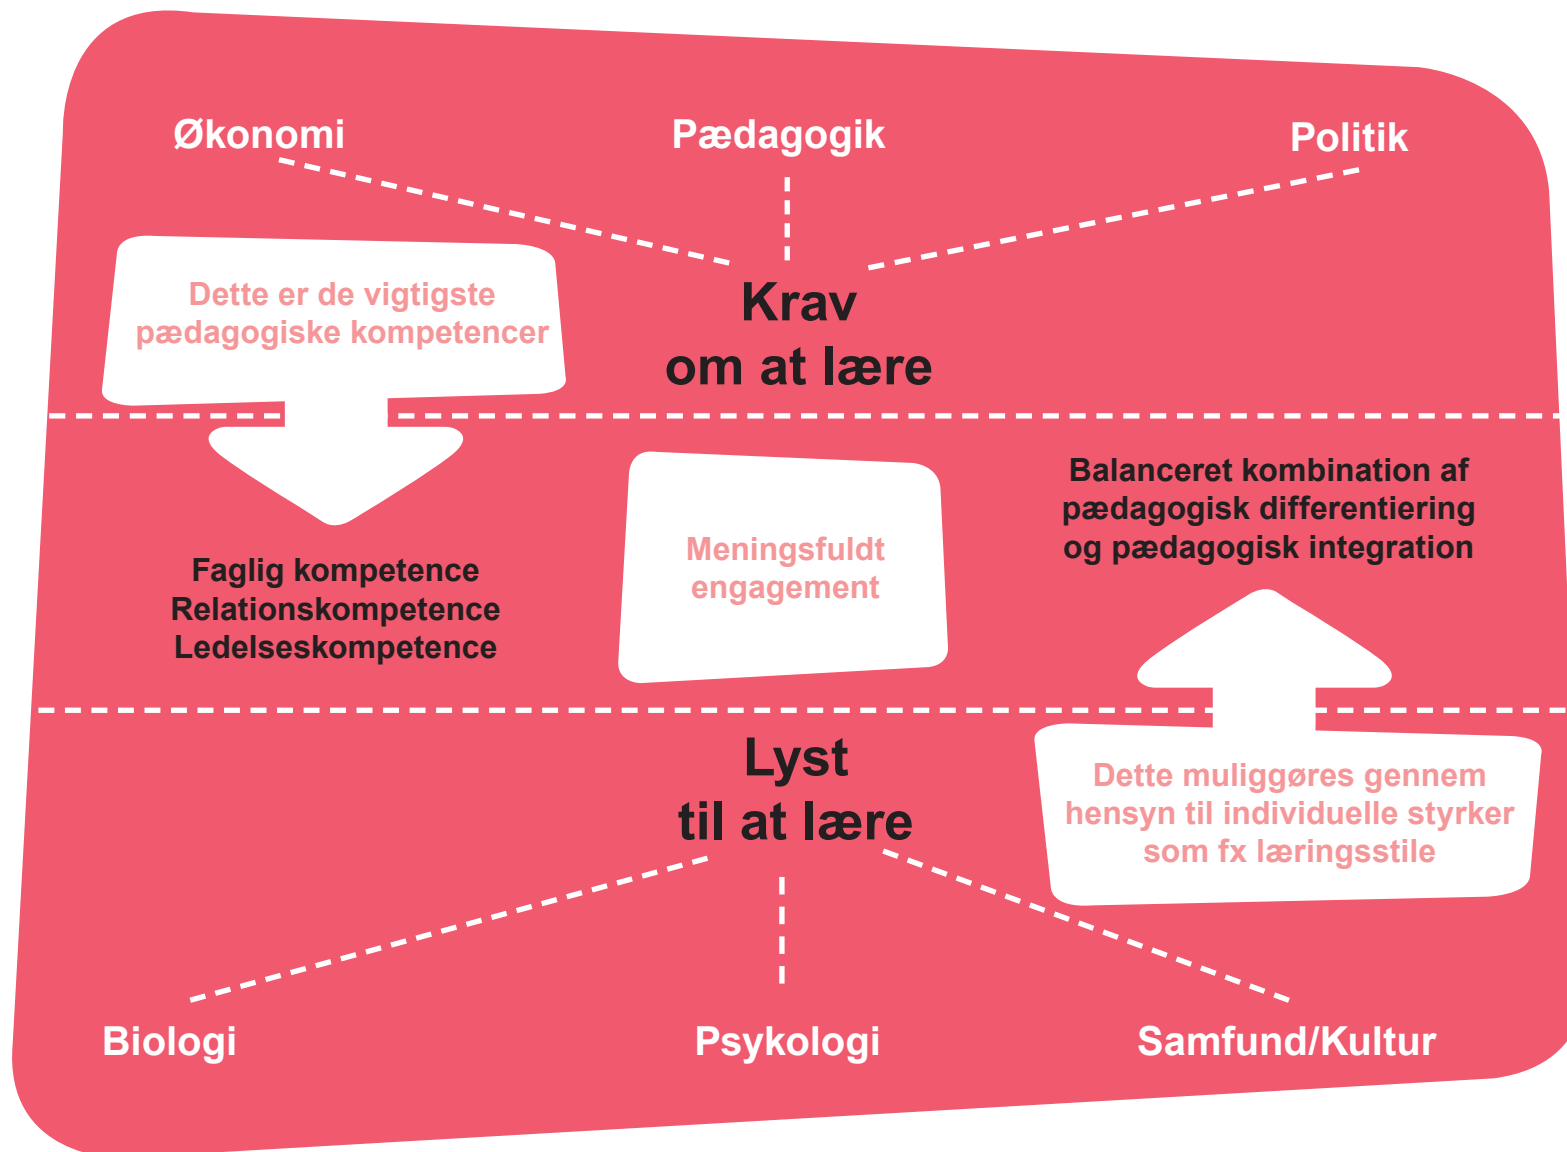 Økonomi
Pædagogik
Politik
Dette er de vigtigste
pædagogiske kompetencer
Krav
om at lære
Faglig kompetence
Relationskompetence
Ledelseskompetence
Meningsfuldt
engagement
Balanceret kombination af
pædagogisk differentiering
og pædagogisk integration
Lyst
til at lære
Dette muliggøres gennem
hensyn til individuelle styrker
som fx læringsstile
Biologi
Psykologi
Samfund/Kultur